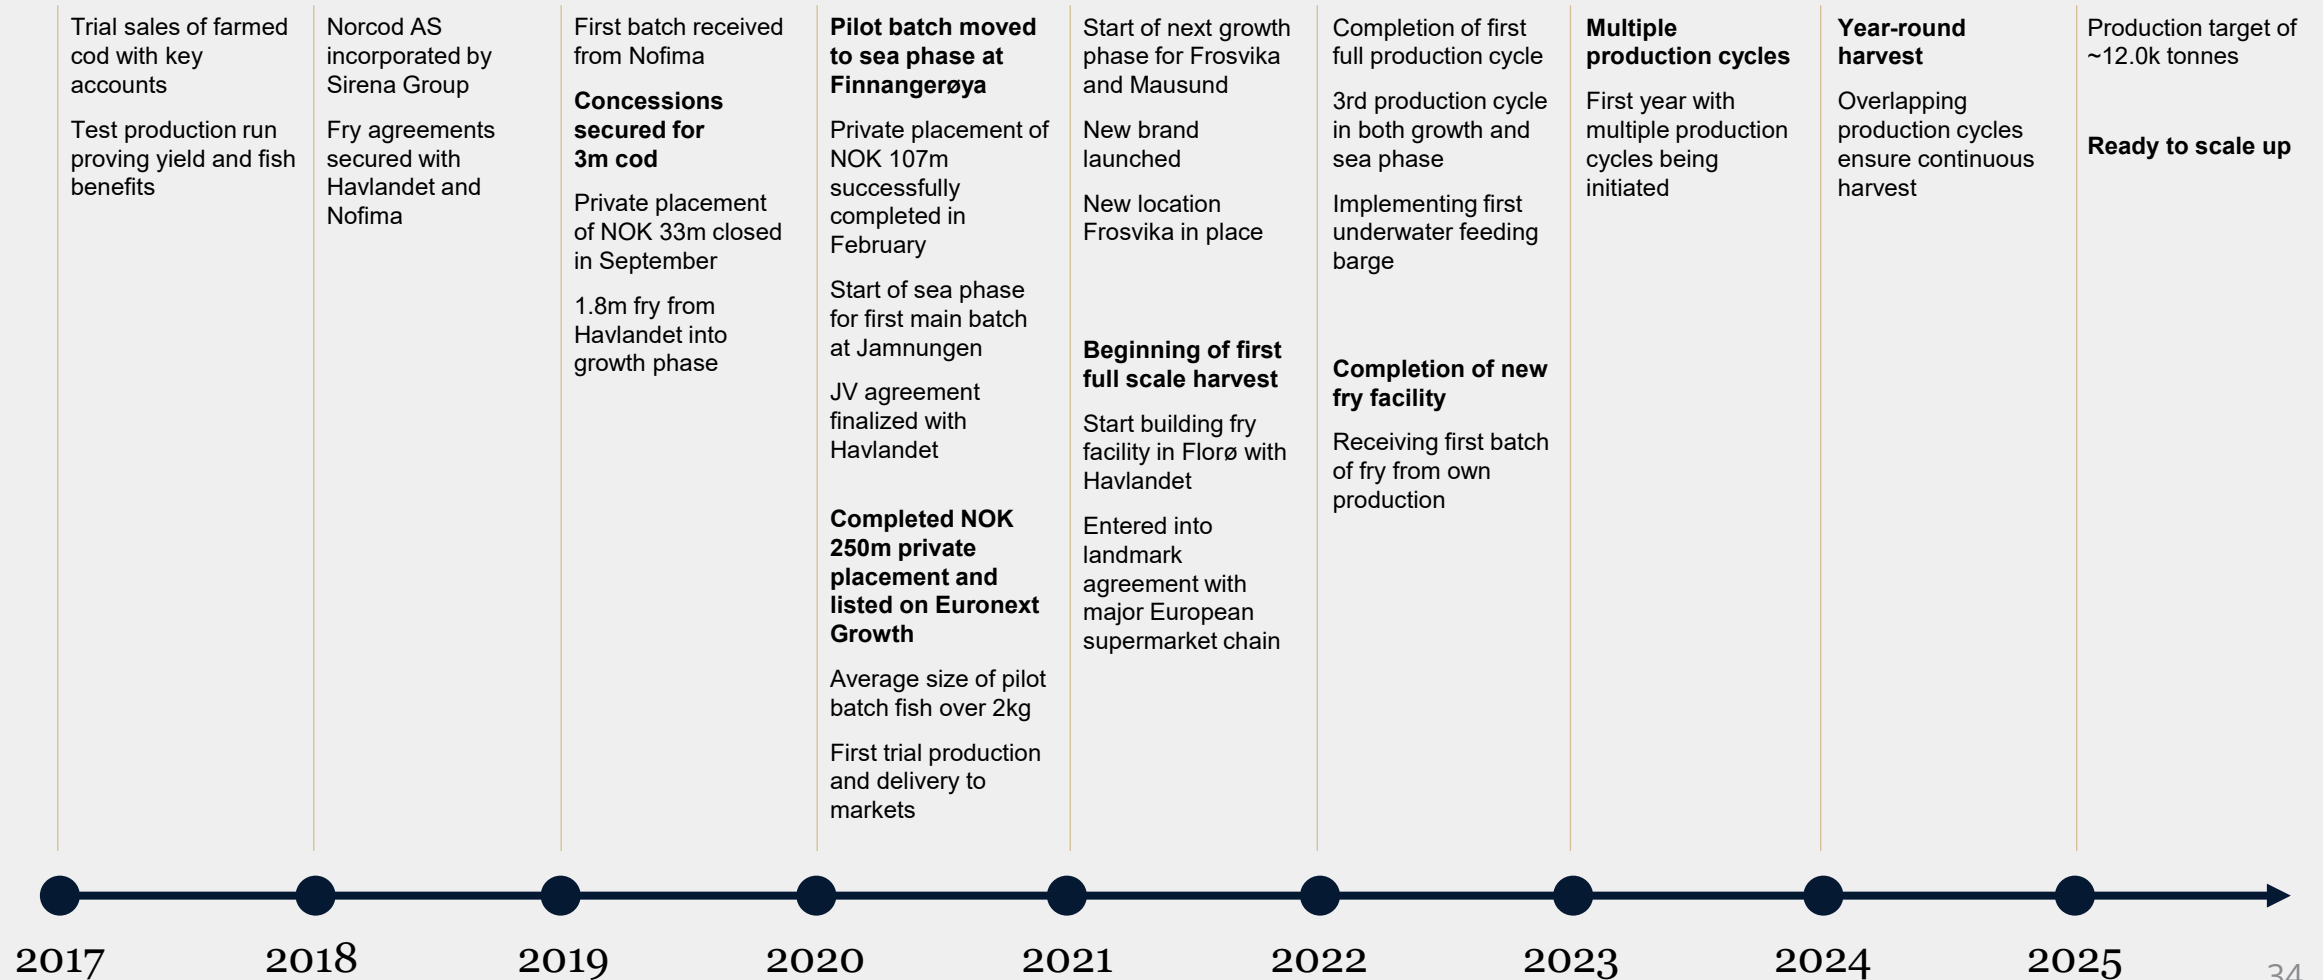 Trial sales of farmed
cod with key
accounts
Test production run
proving yield and fish
benefits
Norcod AS
incorporated by
Sirena Group
Fry agreements
secured with
Havlandet and
Nofima
First batch received
from Nofima
Concessions
secured for
3m cod
Private placement
of NOK 33m closed
in September
1.8m fry from
Havlandet into
growth phase
Pilot batch moved
to sea phase at
Finnangerøya
Private placement of
NOK 107m
successfully
completed in
February
Start of sea phase
for first main batch
at Jamnungen
JV agreement
finalized with
Havlandet
Completed NOK
250m private
placement and
listed on Euronext
Growth
Average size of pilot
batch fish over 2kg
First trial production
and delivery to
markets
Start of next growth
phase for Frosvika
and Mausund
New brand
launched
New location
Frosvika in place
Beginning of first
full scale harvest
Start building fry
facility in Florø with
Havlandet
Entered into
landmark
agreement with
major European
supermarket chain
Completion of first
full production cycle
3rd production cycle
in both growth and
sea phase
Implementing first
underwater feeding
barge
Completion of new
fry facility
Receiving first batch
of fry from own
production
Multiple
production cycles
First year with
multiple production
cycles being
initiated
Year-round
harvest
Overlapping
production cycles
ensure continuous
harvest
Production target of
~12.0k tonnes
Ready to scale up
2017 2018 2019 2020 2021 2022 2023 2024 2025
34